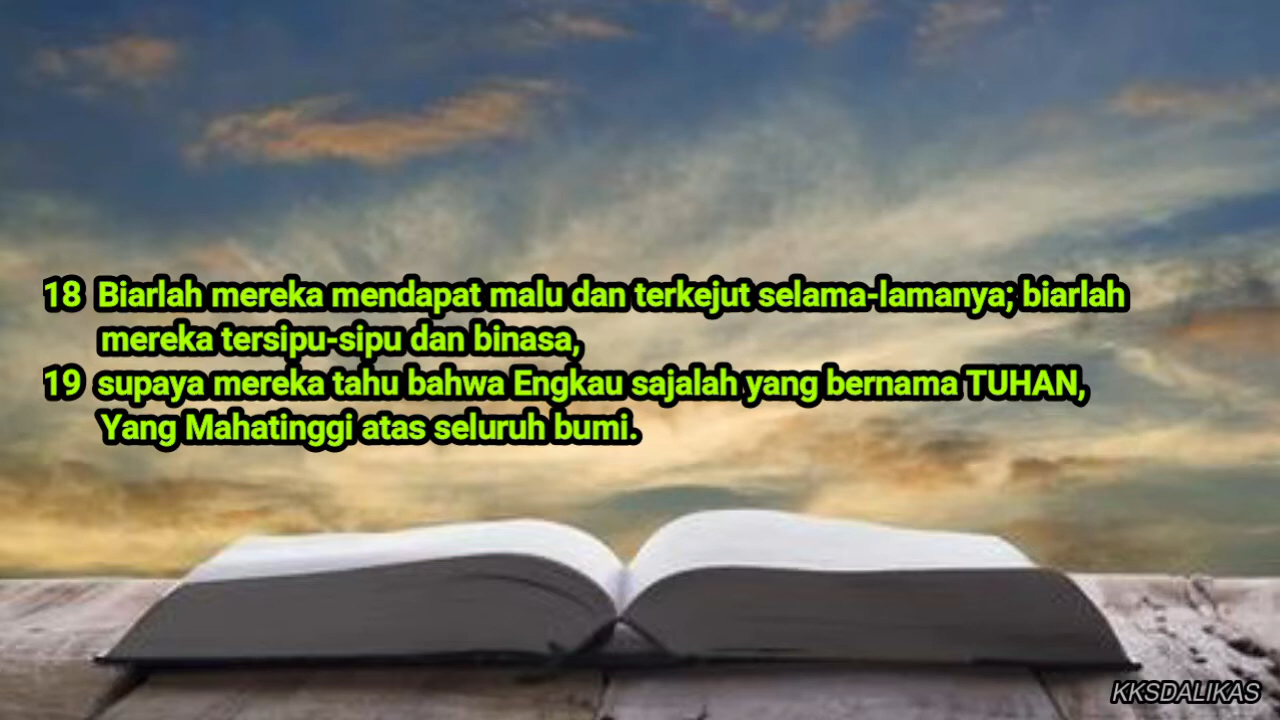 18 Biarlah mereka mendapat malu dan terkejut selama-lamanya; biarlah
mereka tersipu-sipu dan binasa,
19 supaya mereka tahu bahwa Engkau sajalah yang bernama TUHAN,
Yang Mahatinggi atas seluruh bumi.
KKSDALIKAS